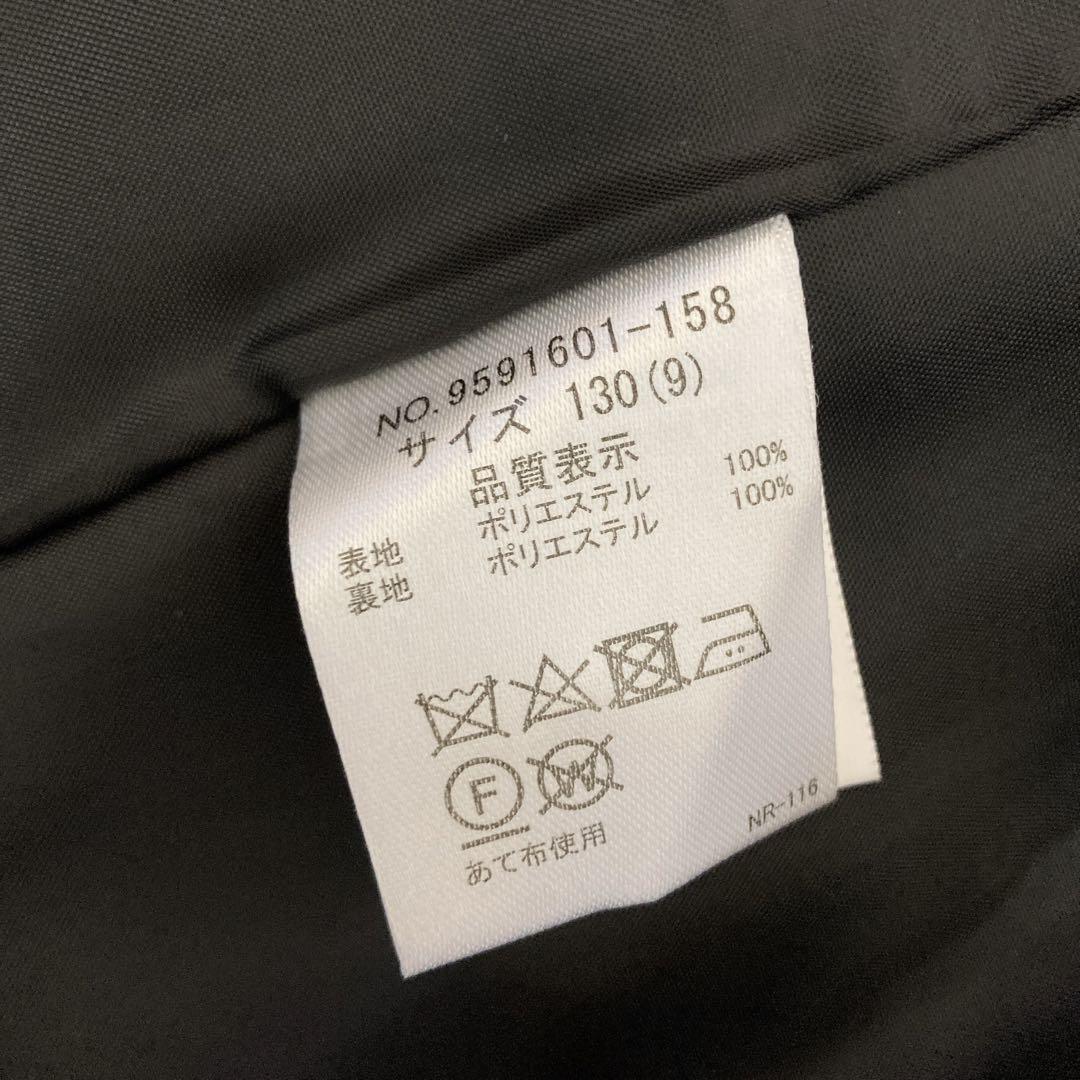 NO.9591601-158
サイズ 130(9)
品質表示
表地 ポリエステル 100%
裏地 ポリエステル 100%
F W
あて布使用
NR-116